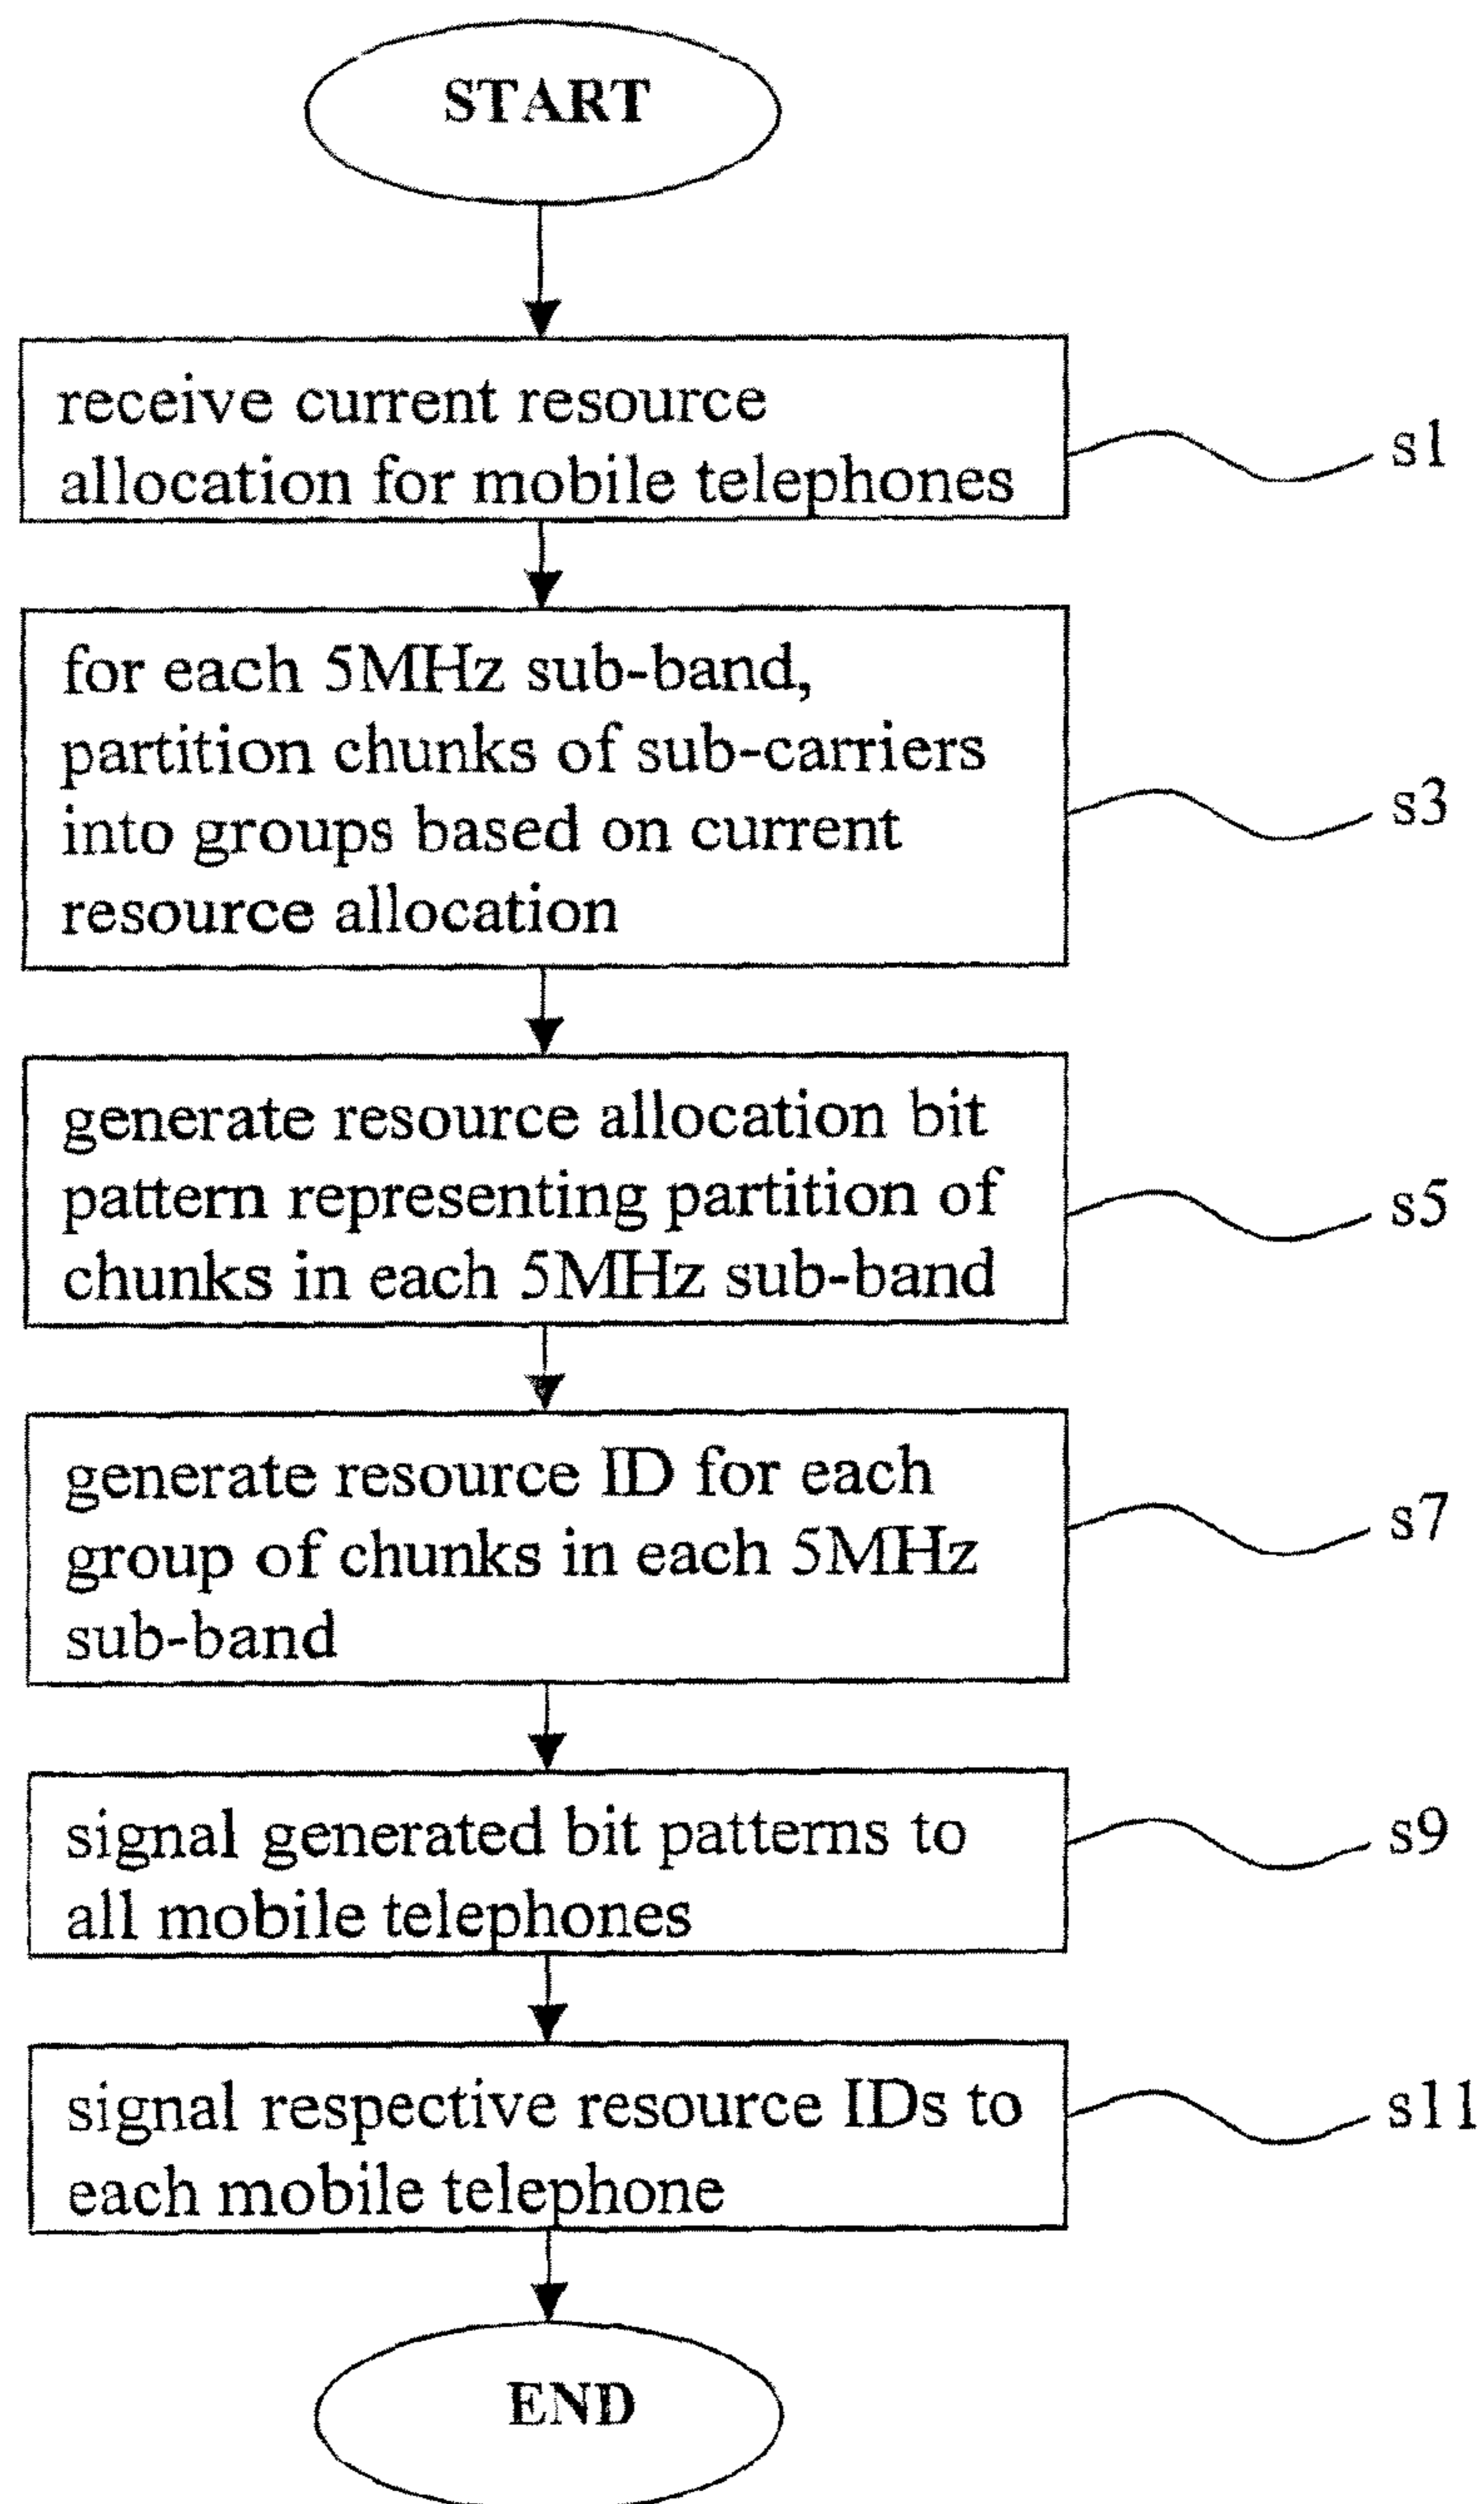 START
receive current resource
allocation for mobile telephones
s1
for each 5MHz sub-band,
partition chunks of sub-carriers
into groups based on current
resource allocation
s3
generate resource allocation bit
pattern representing partition of
chunks in each 5MHz sub-band
s5
generate resource ID for each
group of chunks in each 5MHz
sub-band
s7
signal generated bit patterns to
all mobile telephones
s9
signal respective resource IDs to
each mobile telephone
s11
END